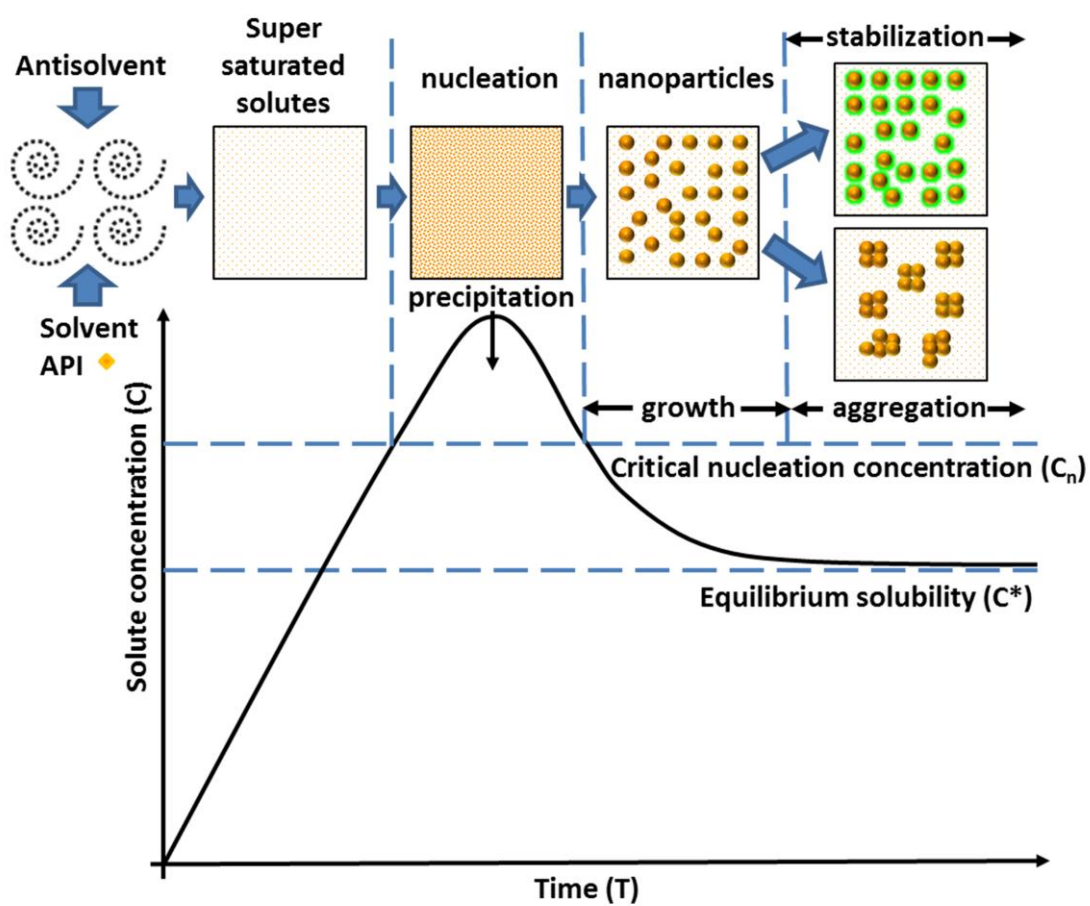 Antisolvent
Solvent
API
Super
saturated
solutes
nucleation
precipitation
nanoparticles
stabilization
growth
aggregation
Critical nucleation concentration (Cn)
Equilibrium solubility (C*)
Solute concentration (C)
Time (T)